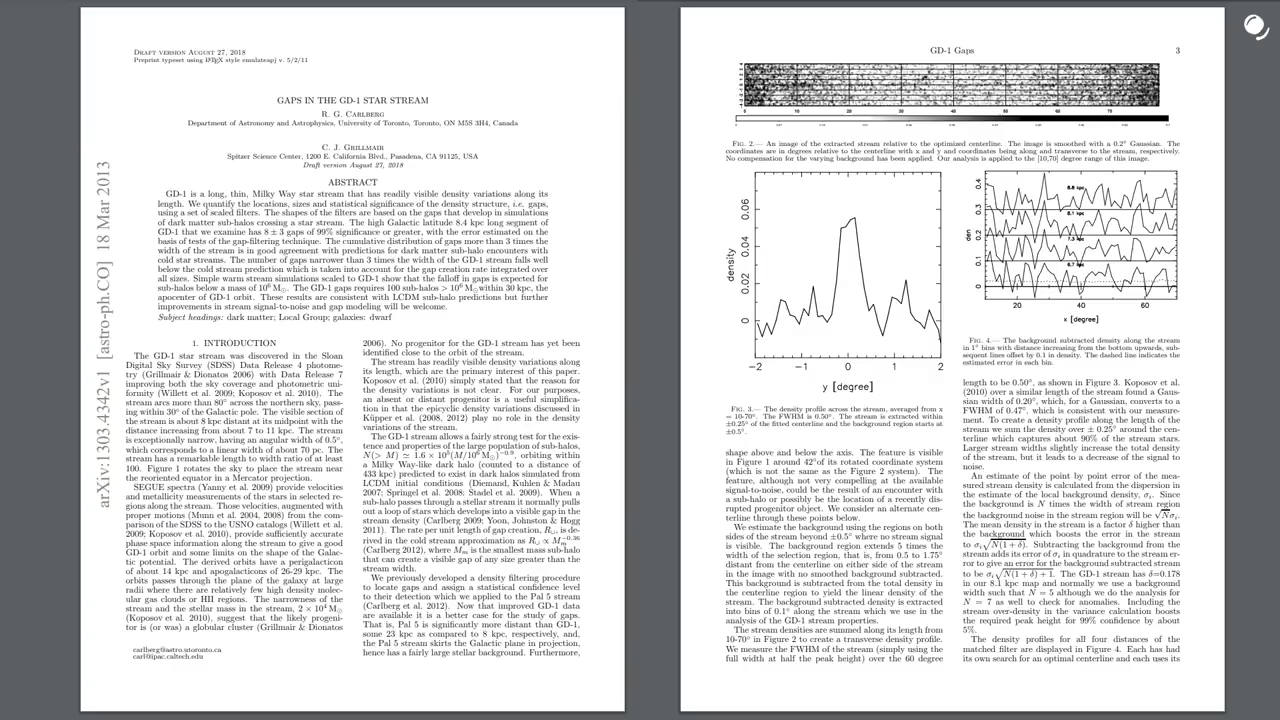 DRAFT VERSION AUGUST 27, 2018
Preprint typeset using LATEX style emulateapj v. 5/2/11
GAPS IN THE GD-1 STAR STREAM
R. G. CARLBERG
Department of Astronomy and Astrophysics, University of Toronto, Toronto, ON M5S 3H4, Canada
C. J. GRILLMAIR
Spitzer Science Center, 1200 E. California Blvd., Pasadena, CA 91125, USA
Draft version August 27, 2018
ABSTRACT
GD-1 is a long, thin, Milky Way star stream that has readily visible density variations along its
length. We quantify the locations, sizes and statistical significance of the density structure, i.e. gaps,
using a set of scaled filters. The shapes of the filters are based on the gaps that develop in simulations
of dark matter sub-halos crossing a star stream. The high Galactic latitude 8.4 kpc long segment of
GD-1 that we examine has 8 ± 3 gaps of 99% significance or greater, with the error estimated on the
basis of tests of the gap-filtering technique. The cumulative distribution of gaps more than 3 times the
width of the stream is in good agreement with predictions for dark matter sub-halo encounters with
cold star streams. The number of gaps narrower than 3 times the width of the GD-1 stream falls well
below the cold stream prediction which is taken into account for the gap creation rate integrated over
all sizes. Simple warm stream simulations scaled to GD-1 show that the falloff in gaps is expected for
sub-halos below a mass of 10⁶ M☉. The GD-1 gaps requires 100 sub-halos > 10⁶ M☉within 30 kpc, the
apocenter of GD-1 orbit. These results are consistent with LCDM sub-halo predictions but further
improvements in stream signal-to-noise and gap modeling will be welcome.
Subject headings: dark matter; Local Group; galaxies: dwarf
arXiv:1303.4342v1 [astro-ph.CO] 18 Mar 2013
1. INTRODUCTION
The GD-1 star stream was discovered in the Sloan
Digital Sky Survey (SDSS) Data Release 4 photome-
try (Grillmair & Dionatos 2006) with Data Release 7
improving both the sky coverage and photometric uni-
formity (Willett et al. 2009; Koposov et al. 2010). The
stream arcs more than 80° across the northern sky, pass-
ing within 30° of the Galactic pole. The visible section of
the stream is about 8 kpc distant at its midpoint with the
distance increasing from about 7 to 11 kpc. The stream
is exceptionally narrow, having an angular width of 0.5°,
which corresponds to a linear width of about 70 pc. The
stream has a remarkable length to width ratio of at least
100. Figure 1 rotates the sky to place the stream near
the reoriented equator in a Mercator projection.
SEGUE spectra (Yanny et al. 2009) provide velocities
and metallicity measurements of the stars in selected re-
gions along the stream. Those velocities, augmented with
proper motions (Munn et al. 2004, 2008) from the com-
parison of the SDSS to the USNO catalogs (Willett et al.
2009; Koposov et al. 2010), provide sufficiently accurate
phase space information along the stream to give a good
GD-1 orbit and some limits on the shape of the Galac-
tic potential. The derived orbits have a perigalacticon
of about 14 kpc and apogalacticons of 26-29 kpc. The
orbits passes through the plane of the galaxy at large
radii where there are relatively few high density molec-
ular gas clouds or HII regions. The narrowness of the
stream and the stellar mass in the stream, 2 × 10⁴ M☉
(Koposov et al. 2010), suggest that the likely progeni-
tor is (or was) a globular cluster (Grillmair & Dionatos
carlberg@astro.utoronto.ca
carl@ipac.caltech.edu
2006). No progenitor for the GD-1 stream has yet been
identified close to the orbit of the stream.
The stream has readily visible density variations along
its length, which are the primary interest of this paper.
Koposov et al. (2010) simply stated that the reason for
the density variations is not clear. For our purposes,
an absent or distant progenitor is a useful simplifica-
tion in that the epicyclic density variations discussed in
Küpper et al. (2008, 2012) play no role in the density
variations of the stream.
The GD-1 stream allows a fairly strong test for the exis-
tence and properties of the large population of sub-halos,
N(> M) ≃ 1.6 × 10³(M/10⁶ M☉)⁻⁰·⁹, orbiting within
a Milky Way-like dark halo (counted to a distance of
433 kpc) predicted to exist in dark halos simulated from
LCDM initial conditions (Diemand, Kuhlen & Madau
2007; Springel et al. 2008; Stadel et al. 2009). When a
sub-halo passes through a stellar stream it normally pulls
out a loop of stars which develops into a visible gap in the
stream density (Carlberg 2009; Yoon, Johnston & Hogg
2011). The rate per unit length of gap creation, R∪, is de-
rived in the cold stream approximation as R∪ ∝ Mm⁻⁰·³⁶
(Carlberg 2012), where Mm is the smallest mass sub-halo
that can create a visible gap of any size greater than the
stream width.
We previously developed a density filtering procedure
to locate gaps and assign a statistical confidence level
to their detection which we applied to the Pal 5 stream
(Carlberg et al. 2012). Now that improved GD-1 data
are available it is a better case for the study of gaps.
That is, Pal 5 is significantly more distant than GD-1,
some 23 kpc as compared to 8 kpc, respectively, and,
the Pal 5 stream skirts the Galactic plane in projection,
hence has a fairly large stellar background. Furthermore,
GD-1 Gaps 3
0 10 20 30 40 50 60 70
FIG. 2.— An image of the extracted stream relative to the optimized centerline. The image is smoothed with a 0.2° Gaussian. The
coordinates are in degrees relative to the centerline with x and y and coordinates being along and transverse to the stream, respectively.
No compensation for the varying background has been applied. Our analysis is applied to the [10,70] degree range of this image.
density
0.06
0.04
0.02
0
−2 −1 0 1 2
y [degree]
FIG. 3.— The density profile across the stream, averaged from x
= 10-70°. The FWHM is 0.50°. The stream is extracted within
±0.25° of the fitted centerline and the background region starts at
±0.5°.
shape above and below the axis. The feature is visible
in Figure 1 around 42°of its rotated coordinate system
(which is not the same as the Figure 2 system). The
feature, although not very compelling at the available
signal-to-noise, could be the result of an encounter with
a sub-halo or possibly be the location of a recently dis-
rupted progenitor object. We consider an alternate cen-
terline through these points below.
We estimate the background using the regions on both
sides of the stream beyond ±0.5° where no stream signal
is visible. The background region extends 5 times the
width of the selection region, that is, from 0.5 to 1.75°
distant from the centerline on either side of the stream
in the image with no smoothed background subtracted.
This background is subtracted from the total density in
the centerline region to yield the linear density of the
stream. The background subtracted density is extracted
into bins of 0.1° along the stream which we use in the
analysis of the GD-1 stream properties.
The stream densities are summed along its length from
10-70° in Figure 2 to create a transverse density profile.
We measure the FWHM of the stream (simply using the
full width at half the peak height) over the 60 degree
den
0.4
0.3
0.2
0.1
0
8.8 kpc
8.1 kpc
7.3 kpc
6.7 kpc
20 40 60
x [degree]
FIG. 4.— The background subtracted density along the stream
in 1° bins with distance increasing from the bottom upwards, sub-
sequent lines offset by 0.1 in density. The dashed line indicates the
estimated error in each bin.
length to be 0.50°, as shown in Figure 3. Koposov et al.
(2010) over a similar length of the stream found a Gaus-
sian width of 0.20°, which, for a Gaussian, converts to a
FWHM of 0.47°, which is consistent with our measure-
ment. To create a density profile along the length of the
stream we sum the density over ± 0.25° around the cen-
terline which captures about 90% of the stream stars.
Larger stream widths slightly increase the total density
of the stream, but it leads to a decrease of the signal to
noise.
An estimate of the point by point error of the mea-
sured stream density is calculated from the dispersion in
the estimate of the local background density, σs. Since
the background is N times the width of stream region
the background noise in the stream region will be √Nσs.
The mean density in the stream is a factor δ higher than
the background which boosts the error in the stream
to σs√N(1 + δ). Subtracting the background from the
stream adds its error of σs in quadrature to the stream er-
ror to give an error for the background subtracted stream
to be σs√N(1 + δ) + 1. The GD-1 stream has δ=0.178
in our 8.1 kpc map and normally we use a background
width such that N = 5 although we do the analysis for
N = 7 as well to check for anomalies. Including the
stream over-density in the variance calculation boosts
the required peak height for 99% confidence by about
5%.
The density profiles for all four distances of the
matched filter are displayed in Figure 4. Each has had
its own search for an optimal centerline and each uses its